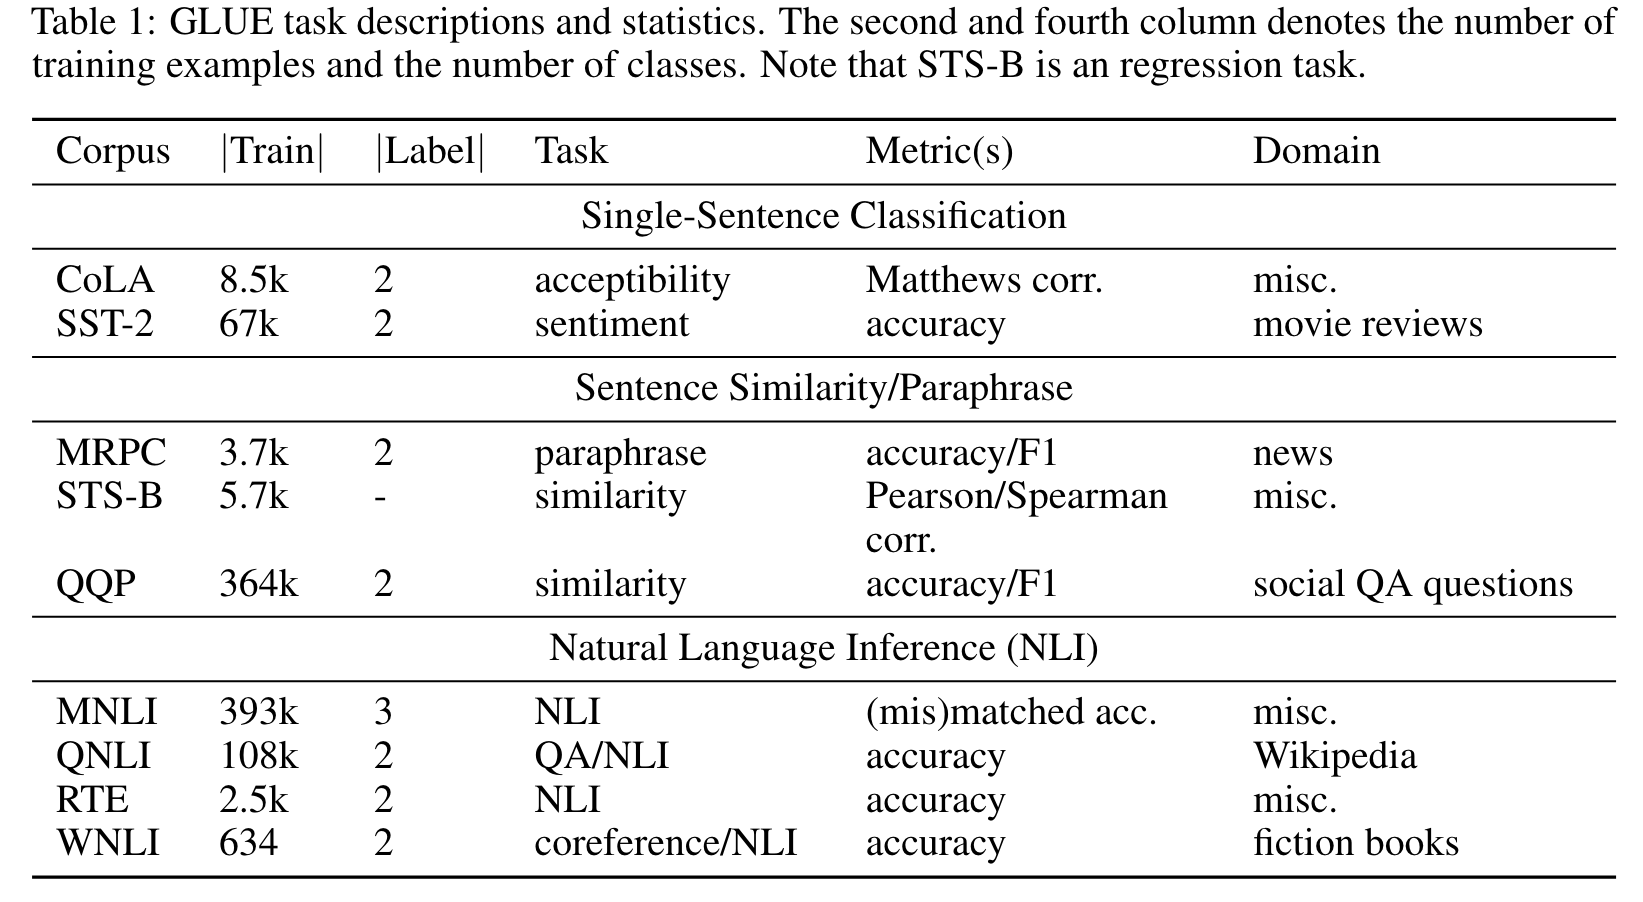 Table 1: GLUE task descriptions and statistics. The second and fourth column denotes the number of
training examples and the number of classes. Note that STS-B is an regression task.
Corpus |Train| |Label| Task Metric(s) Domain
Single-Sentence Classification
CoLA 8.5k 2 acceptibility Matthews corr. misc.
SST-2 67k 2 sentiment accuracy movie reviews
Sentence Similarity/Paraphrase
MRPC 3.7k 2 paraphrase accuracy/F1 news
STS-B 5.7k - similarity Pearson/Spearman misc.
corr.
QQP 364k 2 similarity accuracy/F1 social QA questions
Natural Language Inference (NLI)
MNLI 393k 3 NLI (mis)matched acc. misc.
QNLI 108k 2 QA/NLI accuracy Wikipedia
RTE 2.5k 2 NLI accuracy misc.
WNLI 634 2 coreference/NLI accuracy fiction books